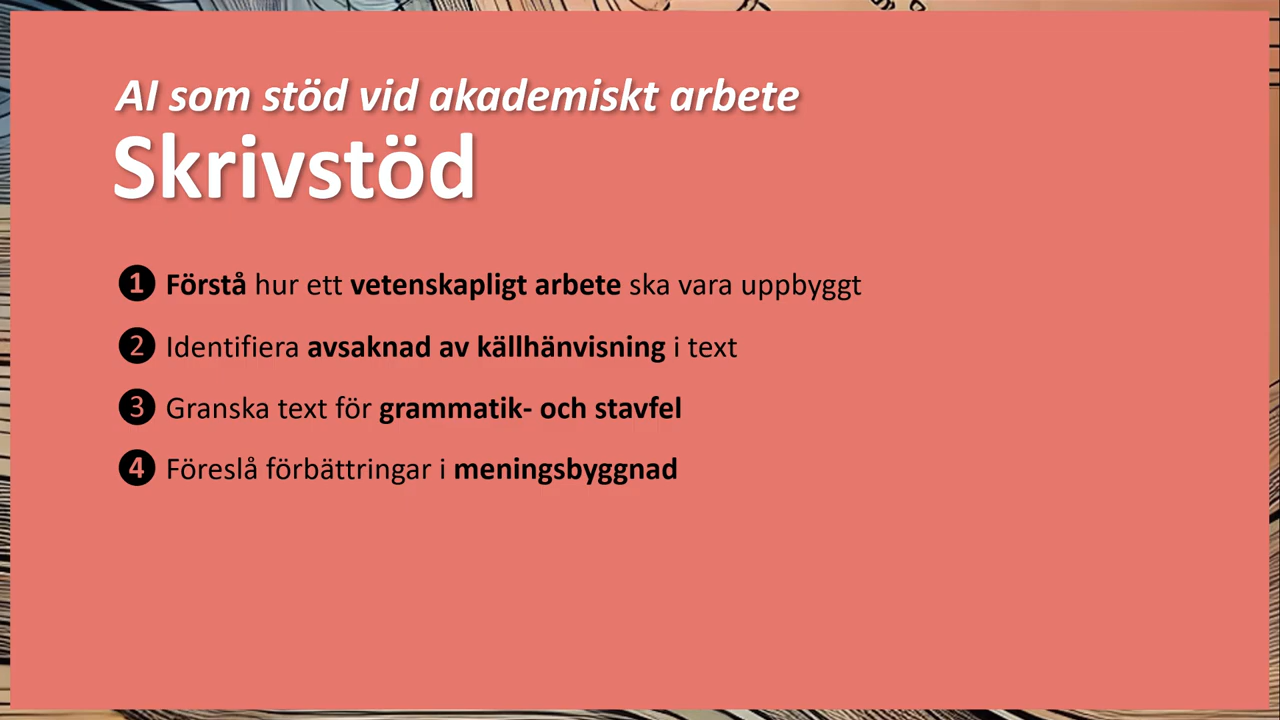 AI som stöd vid akademiskt arbete
Skrivstöd
❶ Förstå hur ett vetenskapligt arbete ska vara uppbyggt
❷ Identifiera avsaknad av källhänvisning i text
❸ Granska text för grammatik- och stavfel
❹ Föreslå förbättringar i meningsbyggnad